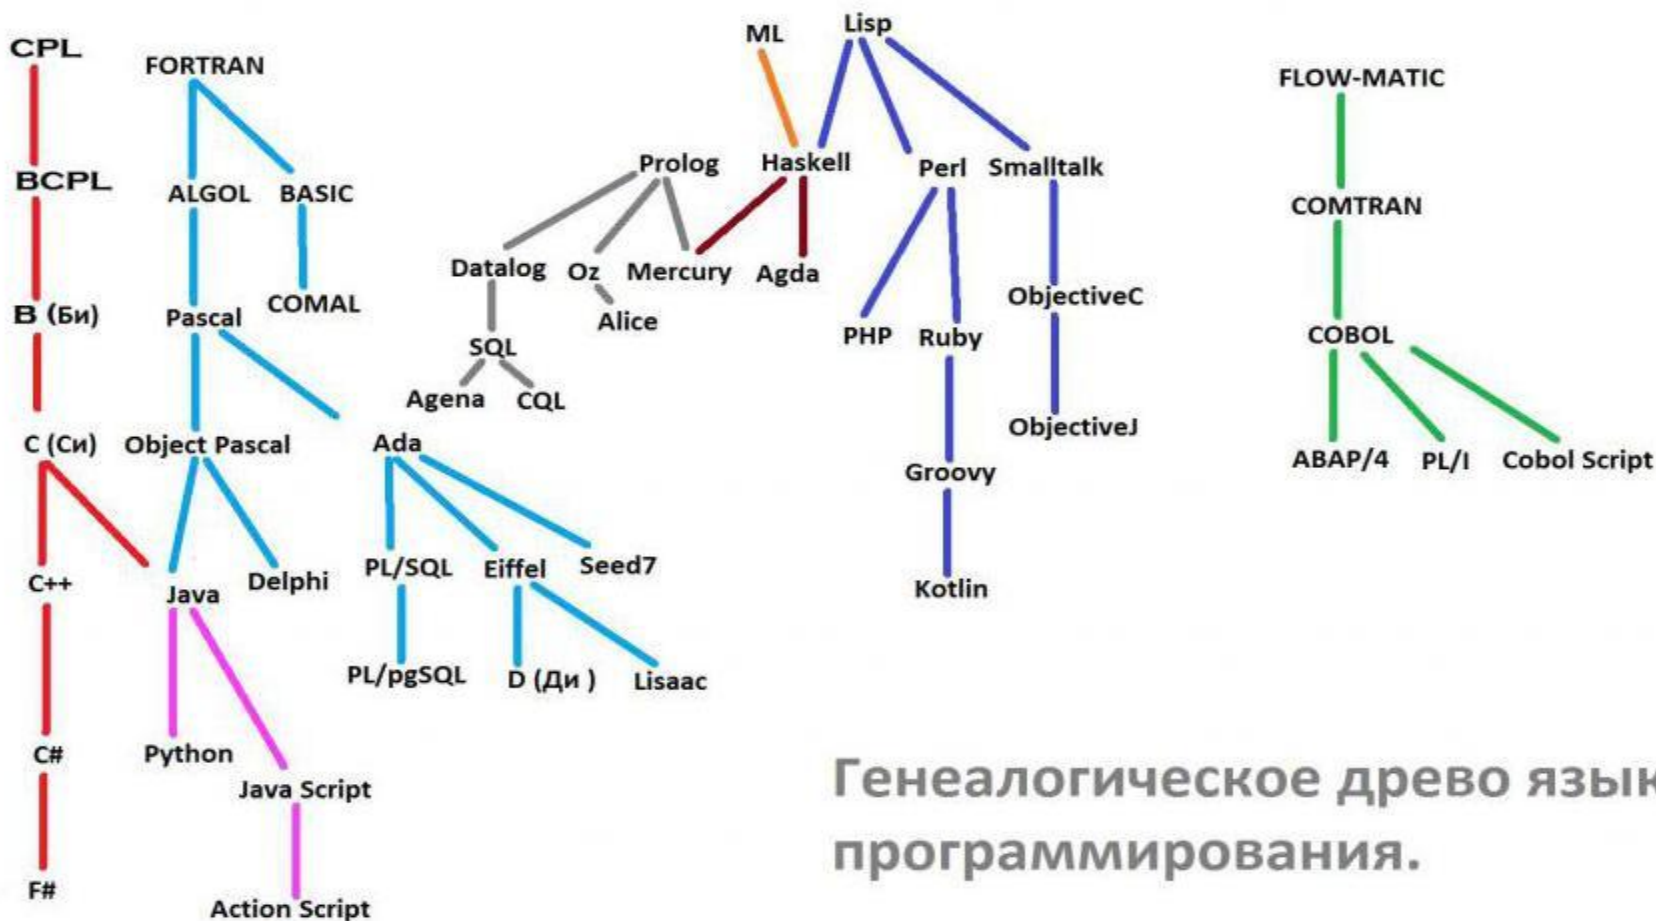 CPL
FORTRAN
ML
Lisp
FLOW-MATIC
BCPL
ALGOL
BASIC
Prolog
Haskell
Perl
Smalltalk
COMTRAN
B (Би)
Pascal
COMAL
Datalog
Oz
Mercury
Agda
Alice
ObjectiveC
SQL
PHP
Ruby
COBOL
Agena
CQL
C (Си)
Object Pascal
Ada
ObjectiveJ
Groovy
ABAP/4
PL/I
Cobol Script
C++
Java
Delphi
PL/SQL
Eiffel
Seed7
Kotlin
PL/pgSQL
D (Ди )
Lisaac
C#
Python
Java Script
F#
Action Script
Генеалогическое древо язык
программирования.